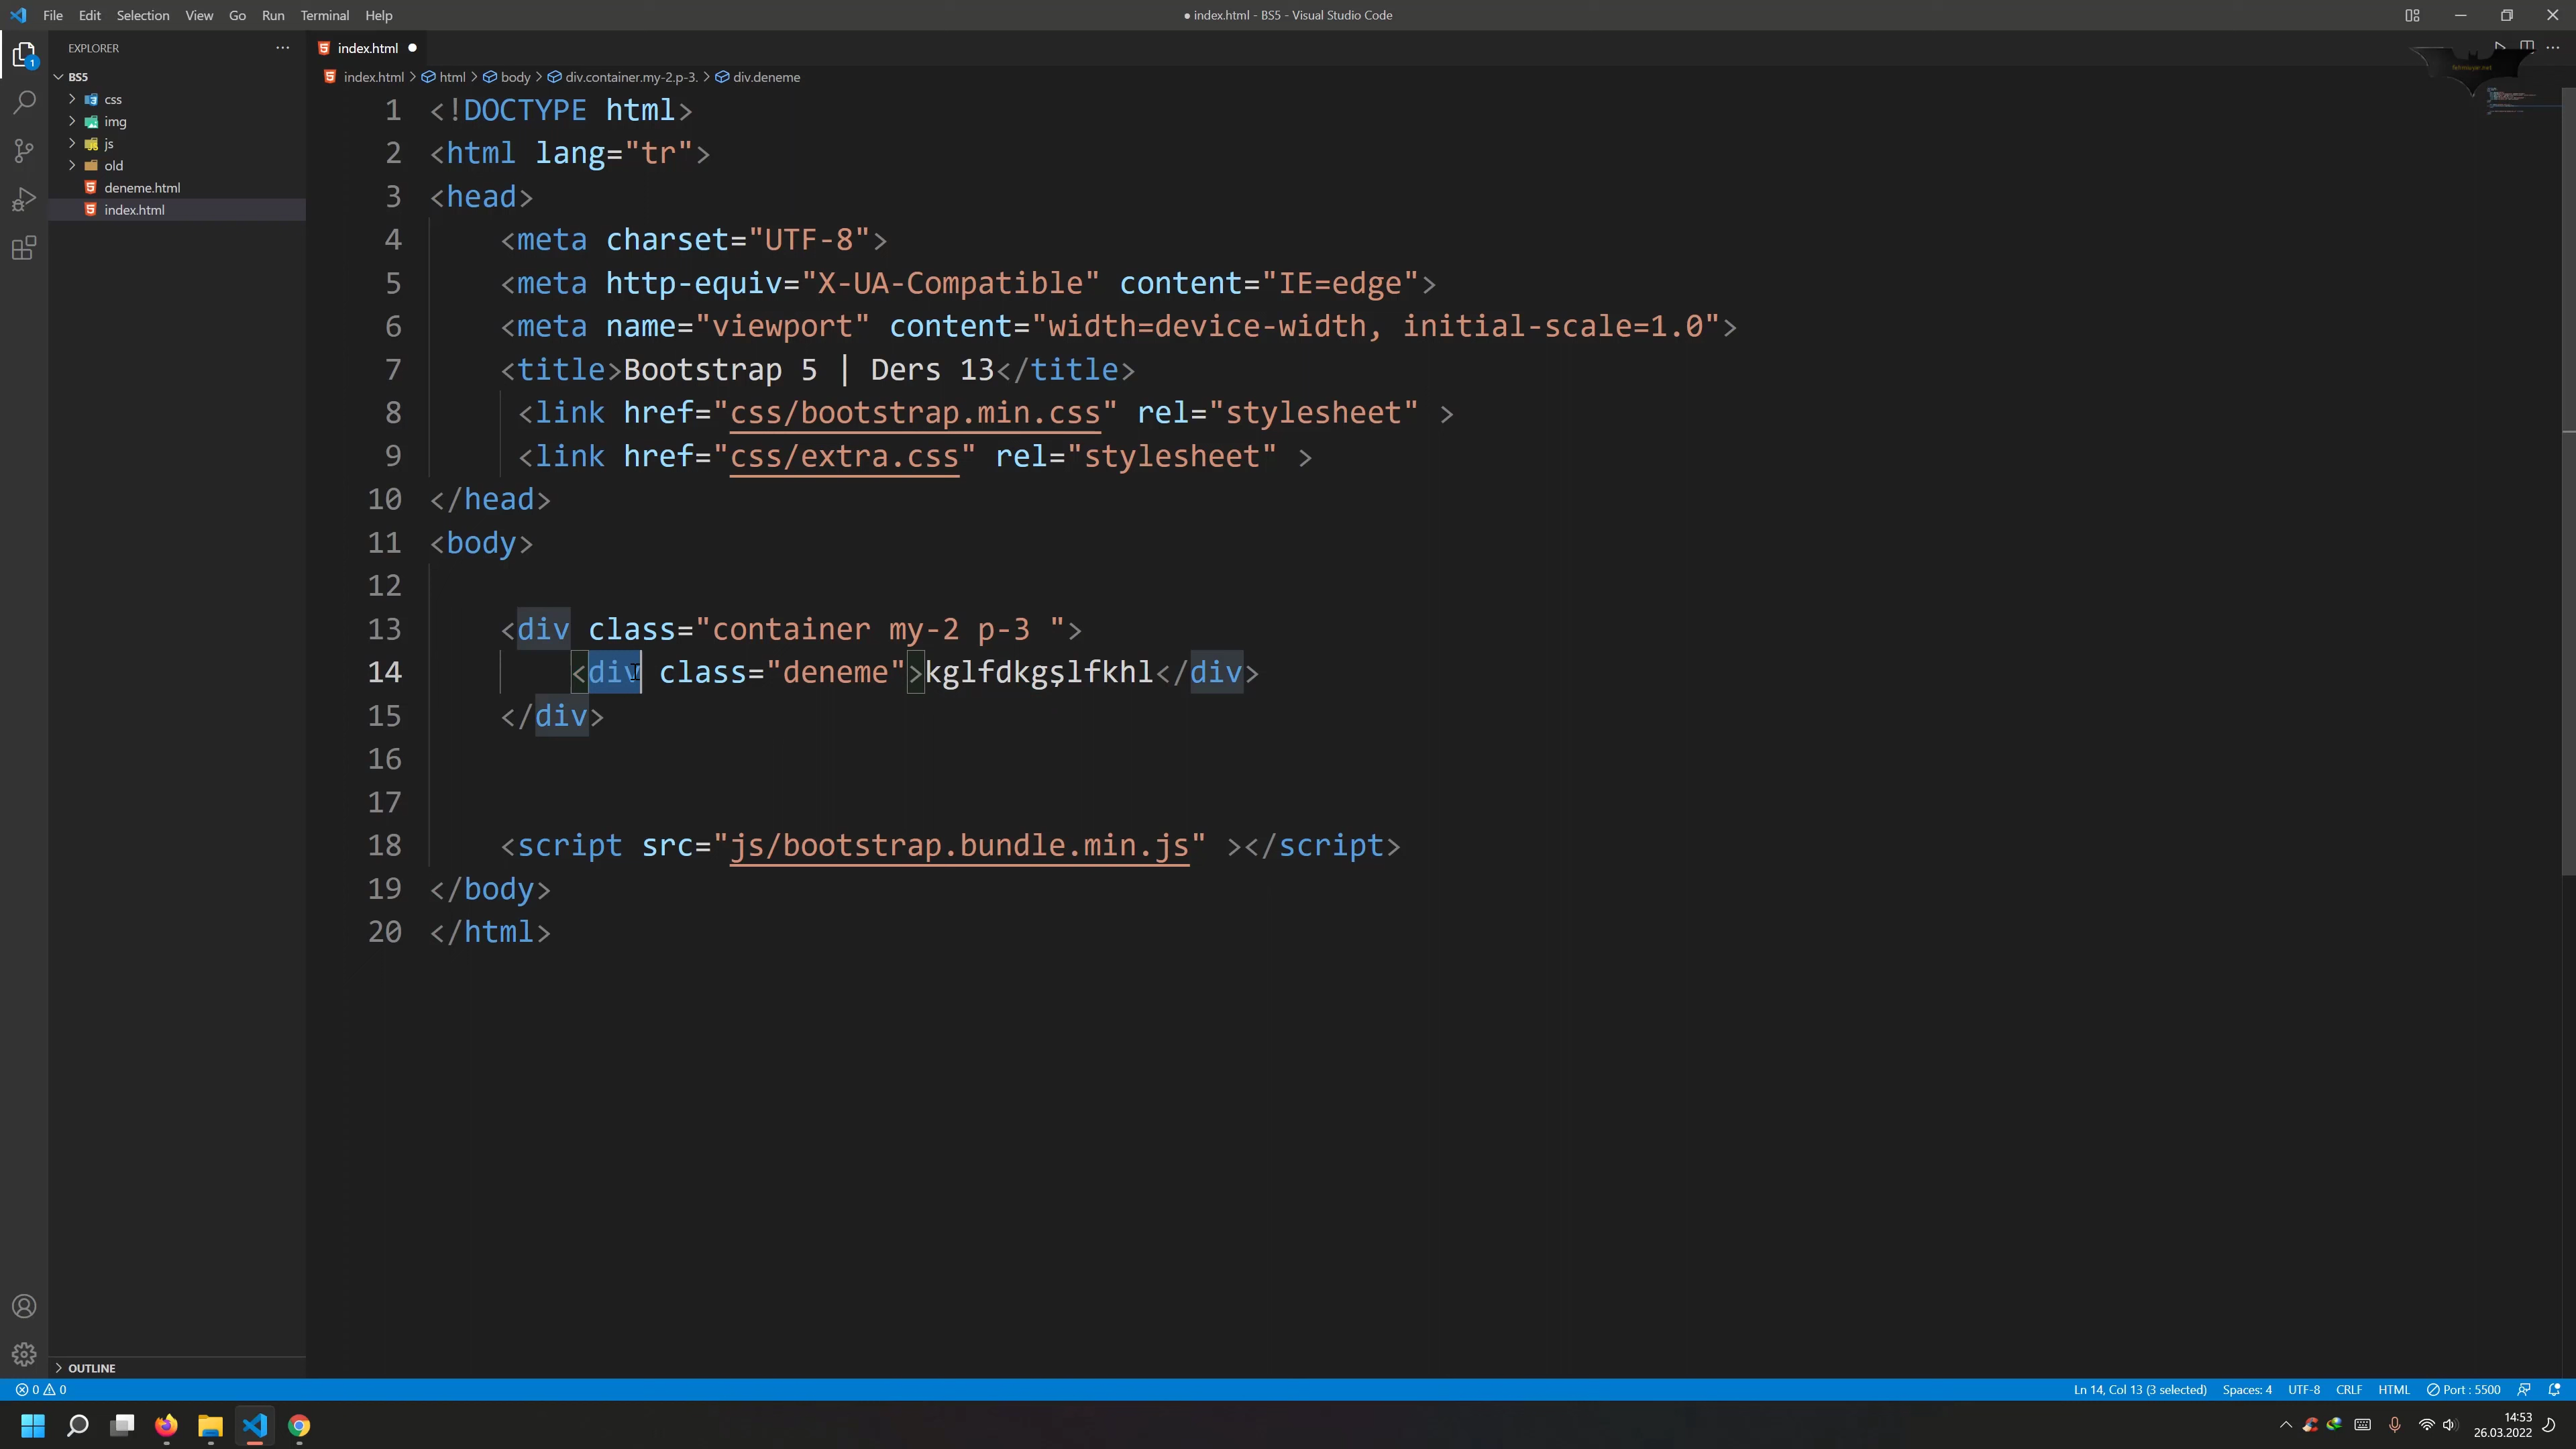 File Edit Selection View Go Run Terminal Help
● index.html - BS5 - Visual Studio Code
EXPLORER
index.html
1
BS5
index.html > html > body > div.container.my-2.p-3. > div.deneme
css
img
js
old
deneme.html
index.html
1 <!DOCTYPE html>
2 <html lang="tr">
3 <head>
4 <meta charset="UTF-8">
5 <meta http-equiv="X-UA-Compatible" content="IE=edge">
6 <meta name="viewport" content="width=device-width, initial-scale=1.0">
7 <title>Bootstrap 5 | Ders 13</title>
8 <link href="css/bootstrap.min.css" rel="stylesheet" >
9 <link href="css/extra.css" rel="stylesheet" >
10 </head>
11 <body>
12
13 <div class="container my-2 p-3 ">
14 <div class="deneme">kglfdkgşlfkhl</div>
15 </div>
16
17
18 <script src="js/bootstrap.bundle.min.js" ></script>
19 </body>
20 </html>
OUTLINE
0 0
Ln 14, Col 13 (3 selected) Spaces: 4 UTF-8 CRLF HTML Port : 5500
14:53
26.03.2022